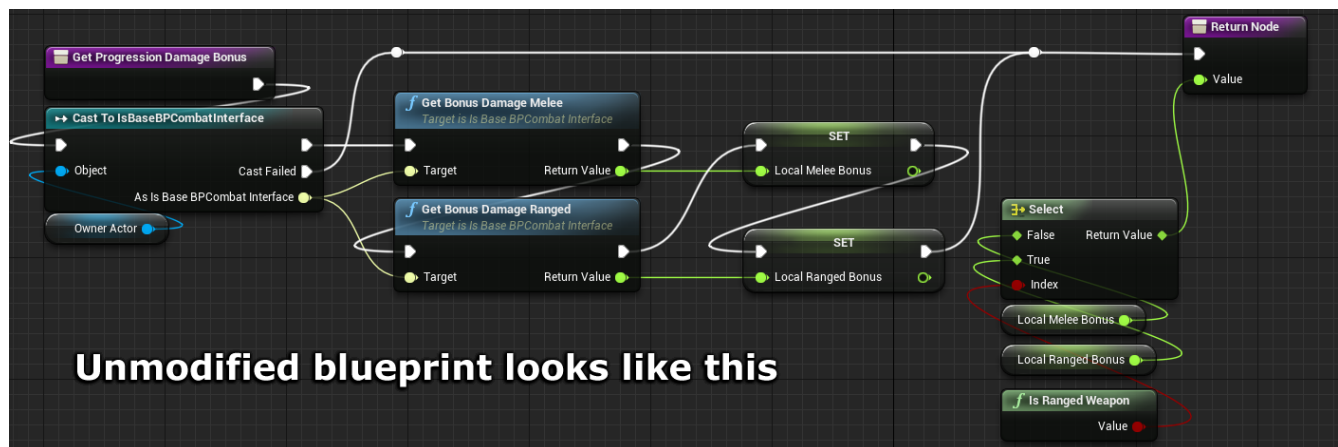 Get Progression Damage Bonus
Cast To IsBaseBPCombatInterface
Object
Cast Failed
As Is Base BPCombat Interface
Owner Actor
Get Bonus Damage Melee
Target is Is Base BPCombat Interface
Target
Return Value
Get Bonus Damage Ranged
Target is Is Base BPCombat Interface
Target
Return Value
SET
Local Melee Bonus
SET
Local Ranged Bonus
Return Node
Value
Select
False
Return Value
True
Index
Local Melee Bonus
Local Ranged Bonus
Is Ranged Weapon
Value
Unmodified blueprint looks like this